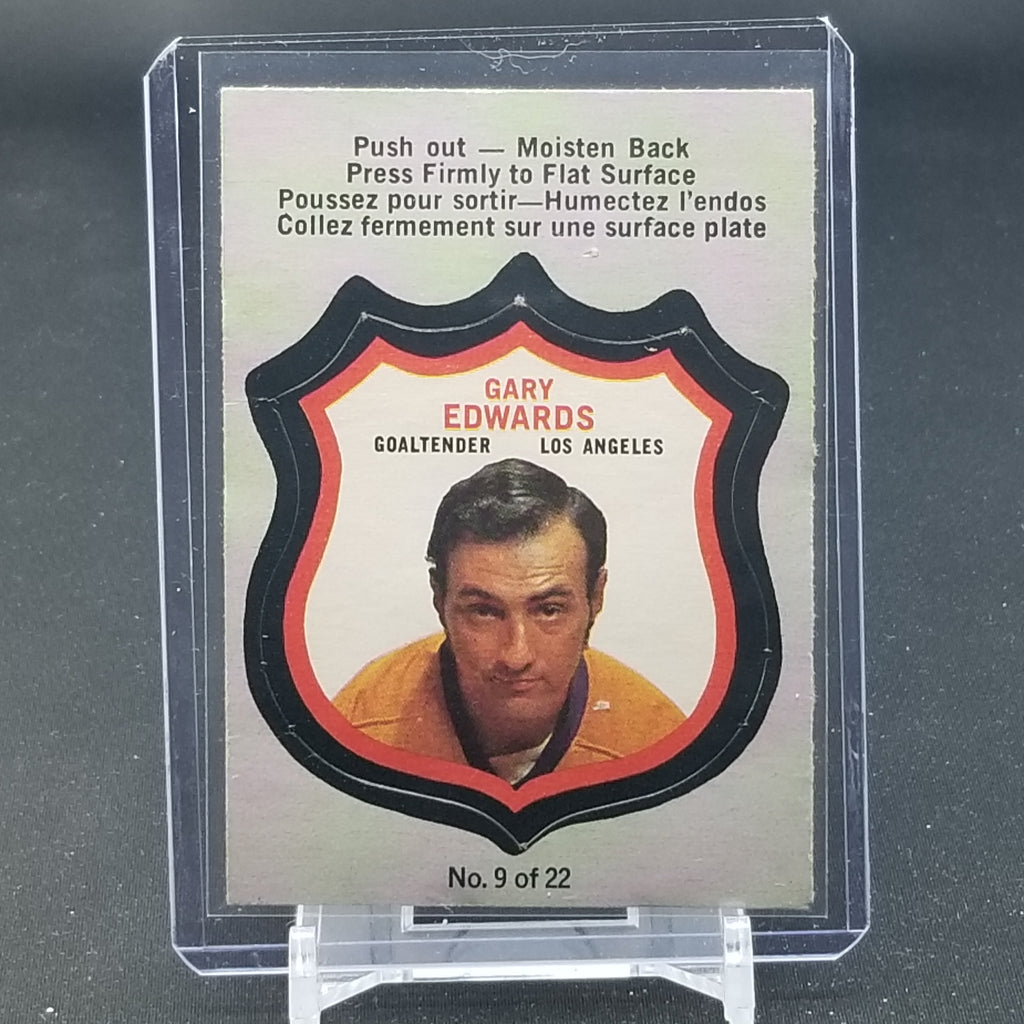 Push out — Moisten Back
Press Firmly to Flat Surface
Poussez pour sortir—Humectez l'endos
Collez fermement sur une surface plate
GARY
EDWARDS
GOALTENDER LOS ANGELES
No. 9 of 22